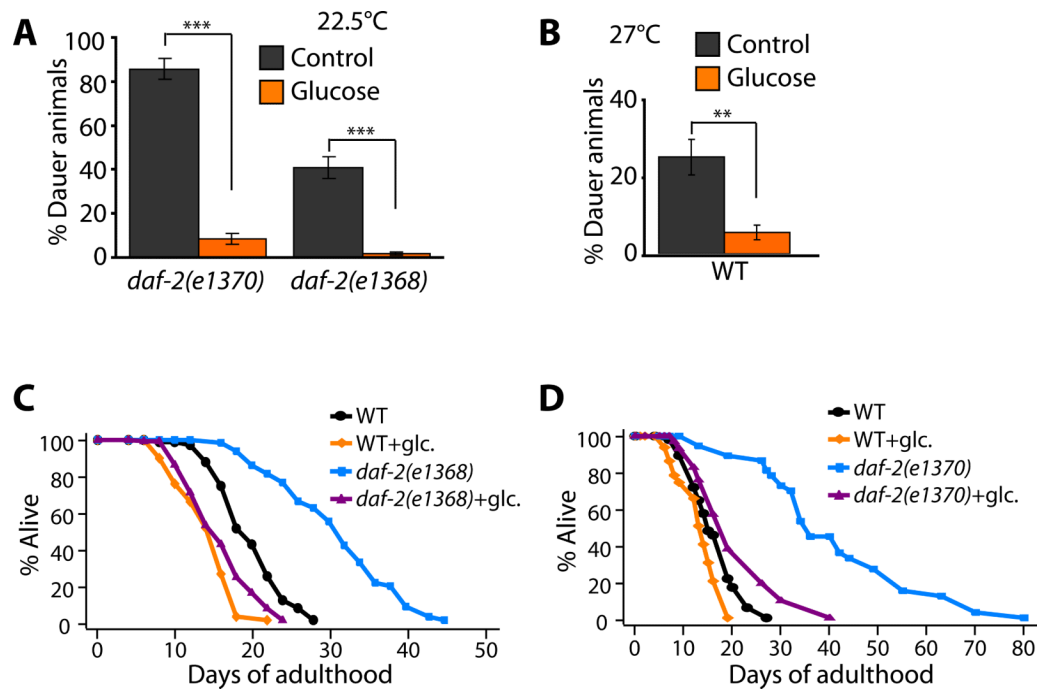 A
22.5°C
***
Control
Glucose
***
% Dauer animals
80
60
40
20
0
daf-2(e1370)
daf-2(e1368)
B
27°C
Control
Glucose
**
% Dauer animals
40
20
0
WT
C
WT
WT+glc.
daf-2(e1368)
daf-2(e1368)+glc.
% Alive
100
80
60
40
20
0
0 10 20 30 40 50
Days of adulthood
D
WT
WT+glc.
daf-2(e1370)
daf-2(e1370)+glc.
% Alive
100
80
60
40
20
0
0 10 20 30 40 50 60 70 80
Days of adulthood